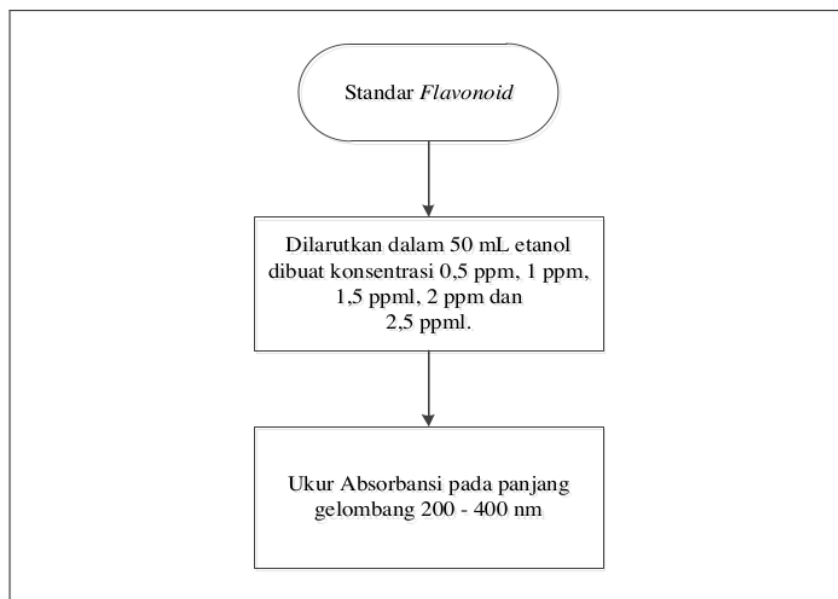 Standar Flavonoid
Dilarutkan dalam 50 mL etanol
dibuat konsentrasi 0,5 ppm, 1 ppm,
1,5 ppml, 2 ppm dan
2,5 ppml.
Ukur Absorbansi pada panjang
gelombang 200 - 400 nm